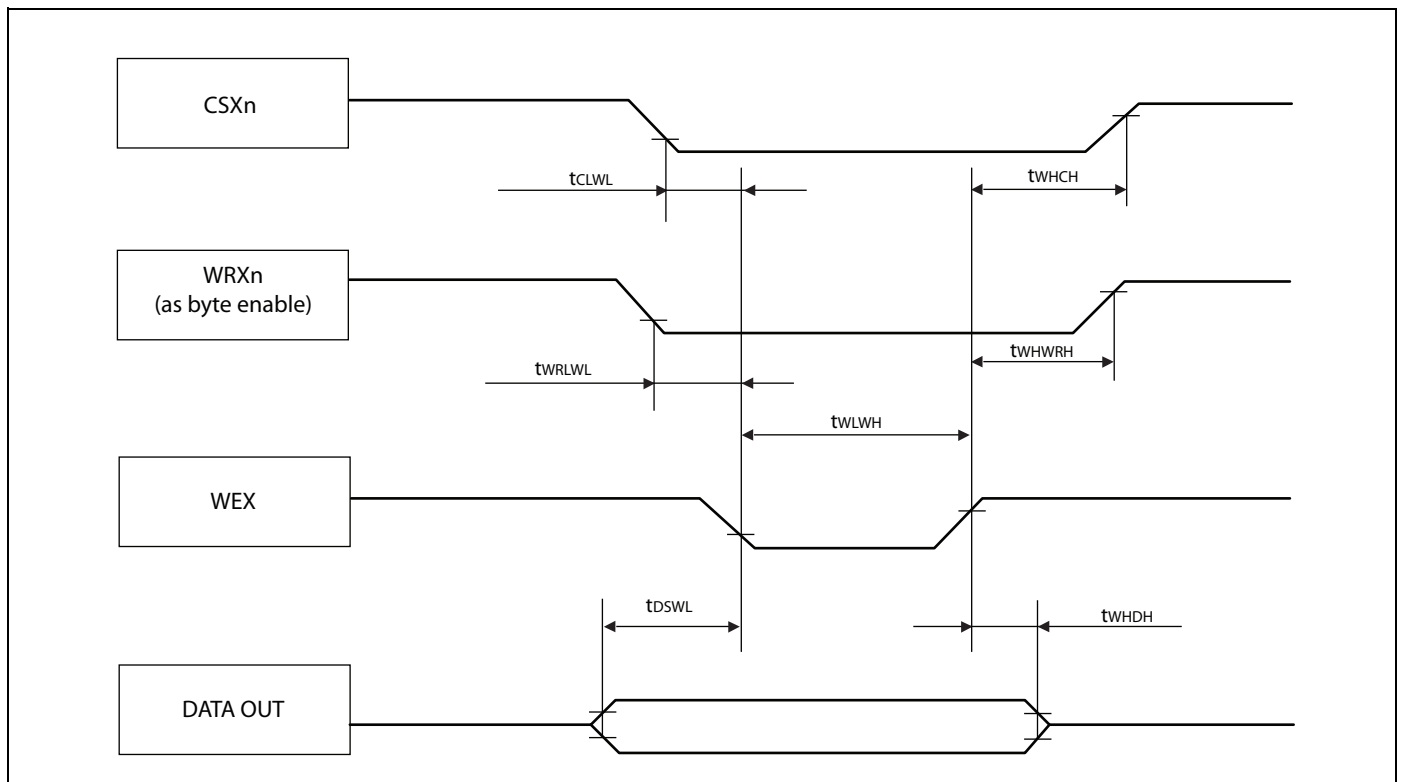 CSXn
tCLWL
tWHCH
WRXn
(as byte enable)
tWRLWL
tWHWRH
tWLWH
WEX
tDSWL
tWHDH
DATA OUT